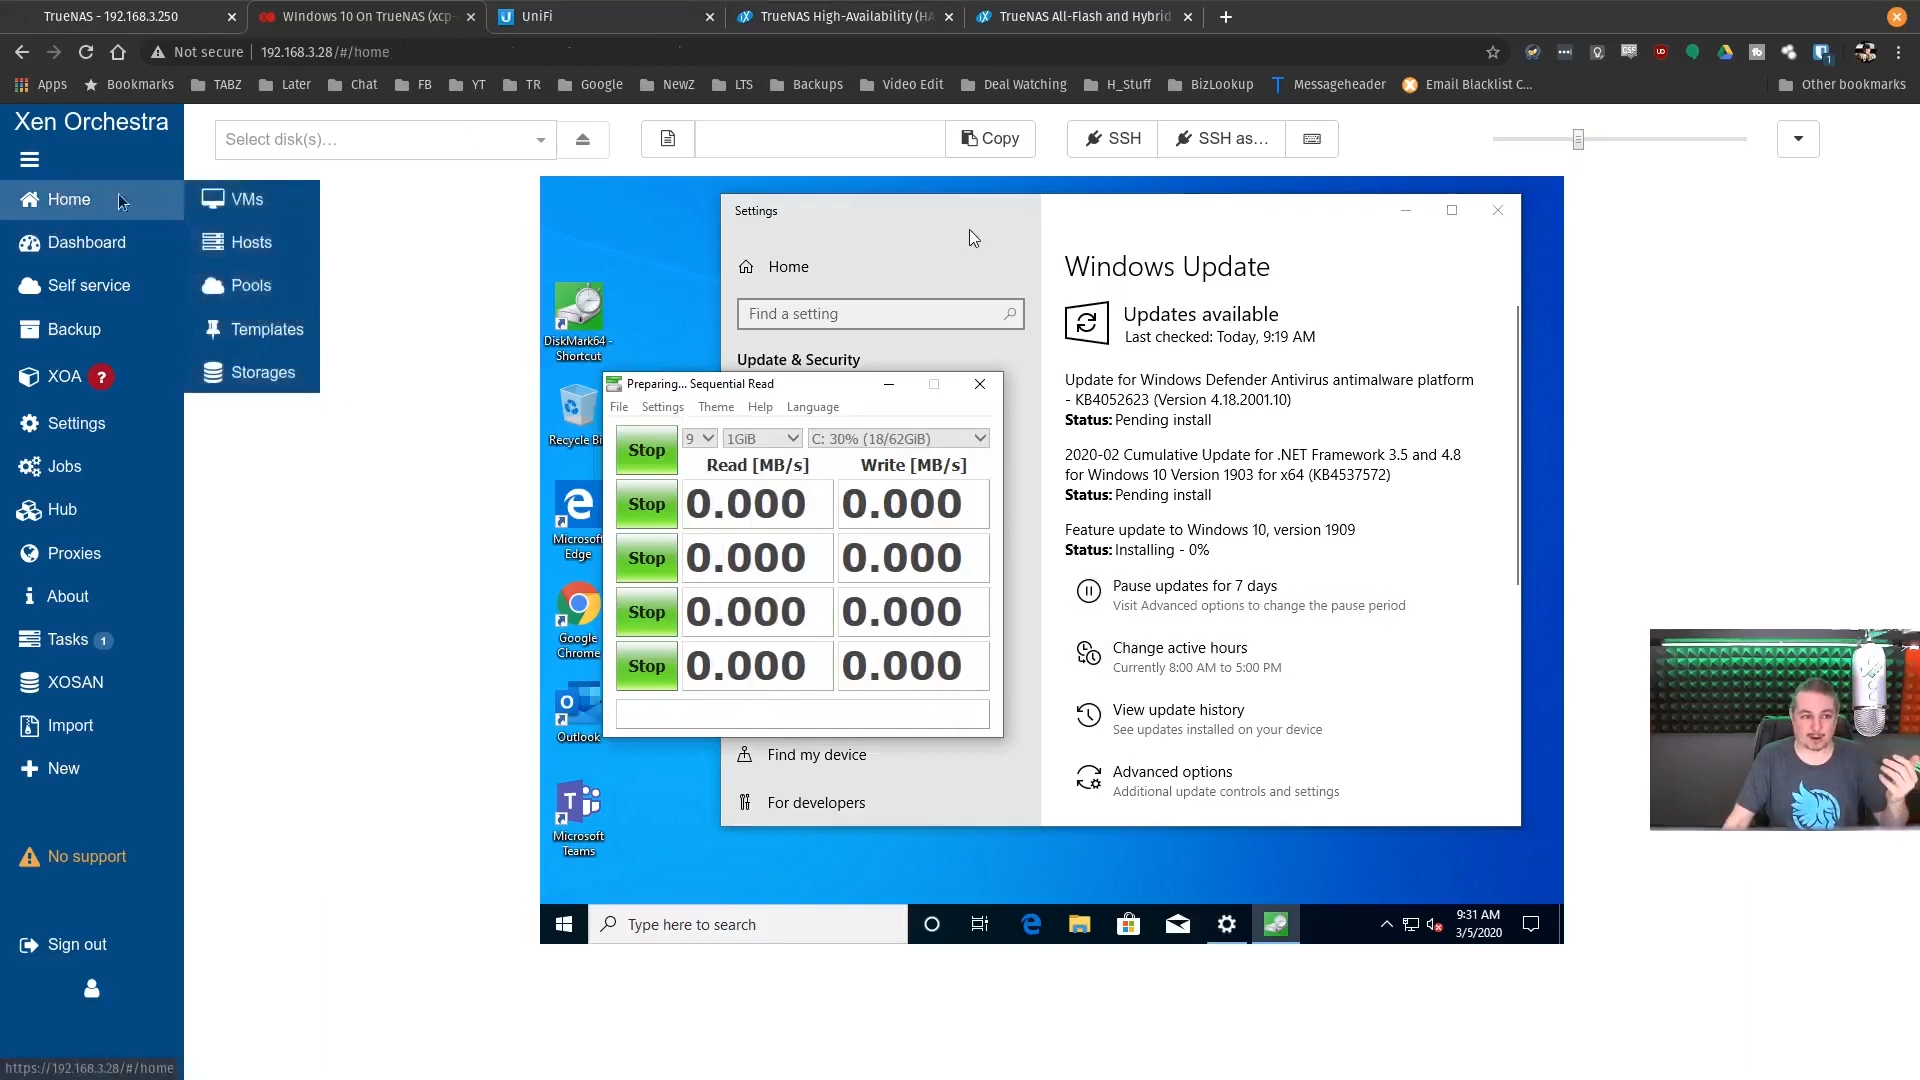 TrueNAS - 192.168.3.250
WIndows 10 On TrueNAS (xcp-
UniFi
TrueNAS High-Availability (HA
TrueNAS All-Flash and Hybrid
Not secure
192.168.3.28/#/home
Apps
Bookmarks
TABZ
Later
Chat
FB
YT
TR
Google
NewZ
LTS
Backups
Video Edit
Deal Watching
H_Stuff
BizLookup
Messageheader
Email Blacklist C...
Other bookmarks
Xen Orchestra
Select disk(s)...
Copy
SSH
SSH as...
Home
Dashboard
Self service
Backup
XOA ?
Settings
Jobs
Hub
Proxies
About
Tasks 1
XOSAN
Import
New
No support
Sign out
https://192.168.3.28/#/home
VMs
Hosts
Pools
Templates
Storages
DiskMark64 -
Shortcut
Recycle Bi
Microsoft
Edge
Google
Chrome
Outlook
Microsoft
Teams
Settings
Home
Find a setting
Update & Security
Find my device
For developers
Preparing... Sequential Read
File
Settings
Theme
Help
Language
Stop
9
1GiB
C: 30% (18/62GiB)
Read [MB/s]
Write [MB/s]
Stop 0.000 0.000
Stop 0.000 0.000
Stop 0.000 0.000
Stop 0.000 0.000
Windows Update
Updates available
Last checked: Today, 9:19 AM
Update for Windows Defender Antivirus antimalware platform
- KB4052623 (Version 4.18.2001.10)
Status: Pending install
2020-02 Cumulative Update for .NET Framework 3.5 and 4.8
for Windows 10 Version 1903 for x64 (KB4537572)
Status: Pending install
Feature update to Windows 10, version 1909
Status: Installing - 0%
Pause updates for 7 days
Visit Advanced options to change the pause period
Change active hours
Currently 8:00 AM to 5:00 PM
View update history
See updates installed on your device
Advanced options
Additional update controls and settings
Type here to search
9:31 AM
3/5/2020